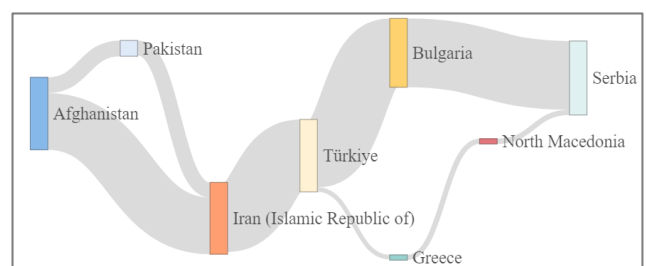 Bulgaria
Pakistan
Serbia
Afghanistan
North Macedonia
Türkiye
Iran (Islamic Republic of)
Greece